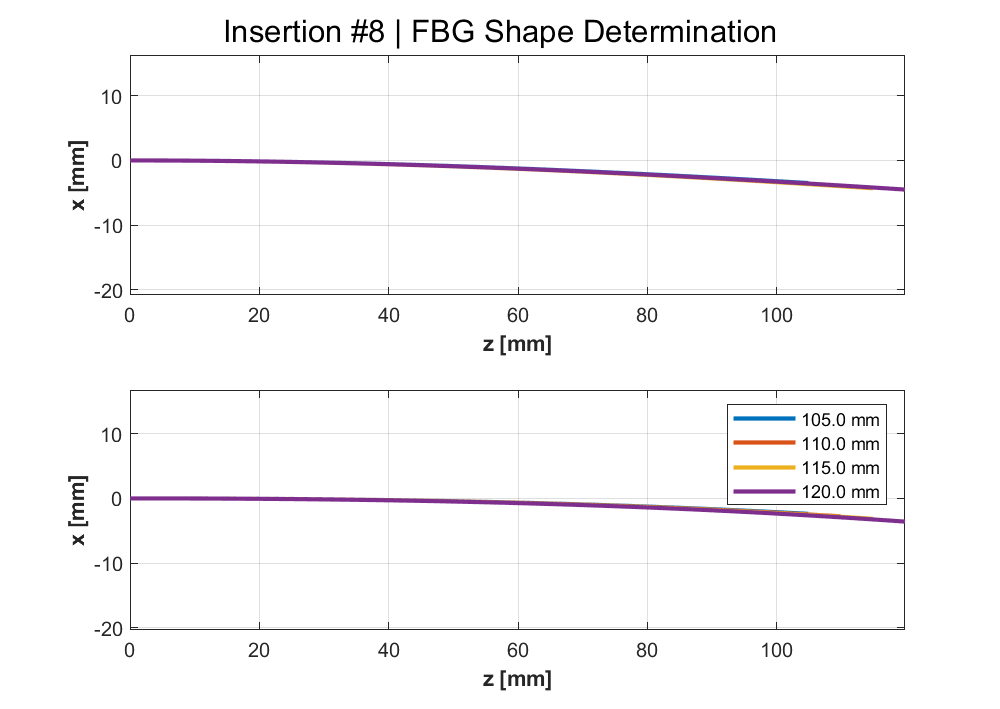 Insertion #8 | FBG Shape Determination
10
0
-10
-20
x [mm]
0 20 40 60 80 100
z [mm]
10
0
-10
-20
x [mm]
105.0 mm
110.0 mm
115.0 mm
120.0 mm
0 20 40 60 80 100
z [mm]